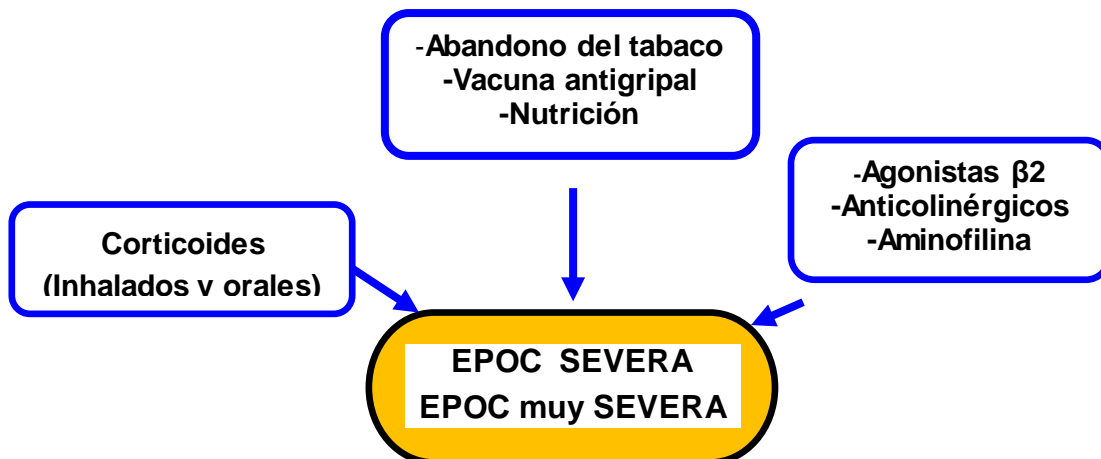 -Abandono del tabaco
-Vacuna antigripal
-Nutrición
-Agonistas β2
-Anticolinérgicos
-Aminofilina
Corticoides
(Inhalados y orales)
EPOC SEVERA
EPOC muy SEVERA